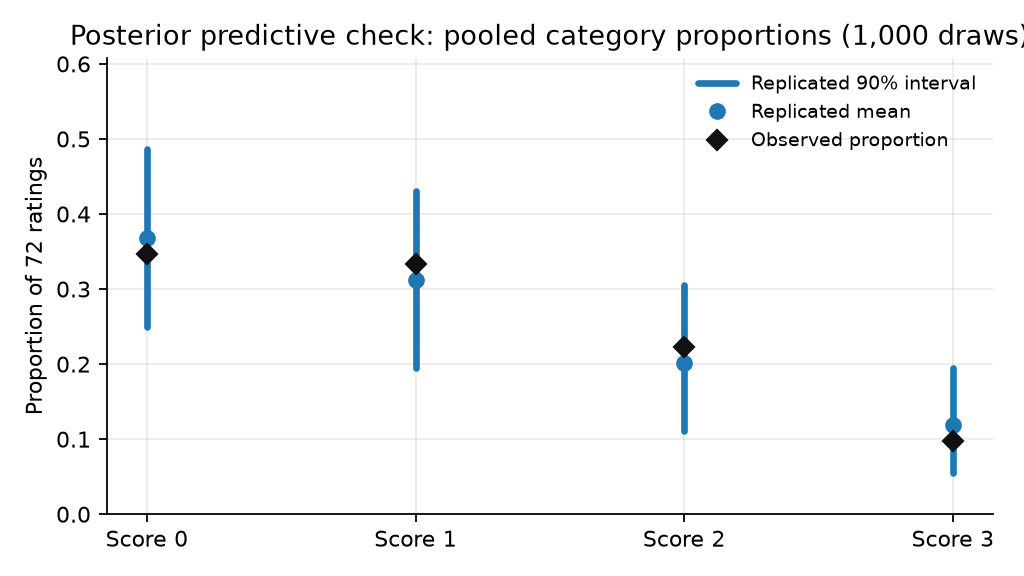 Posterior predictive check: pooled category proportions (1,000 draws)
Replicated 90% interval
Replicated mean
Observed proportion
Proportion of 72 ratings
0.6
0.5
0.4
0.3
0.2
0.1
0.0
Score 0
Score 1
Score 2
Score 3